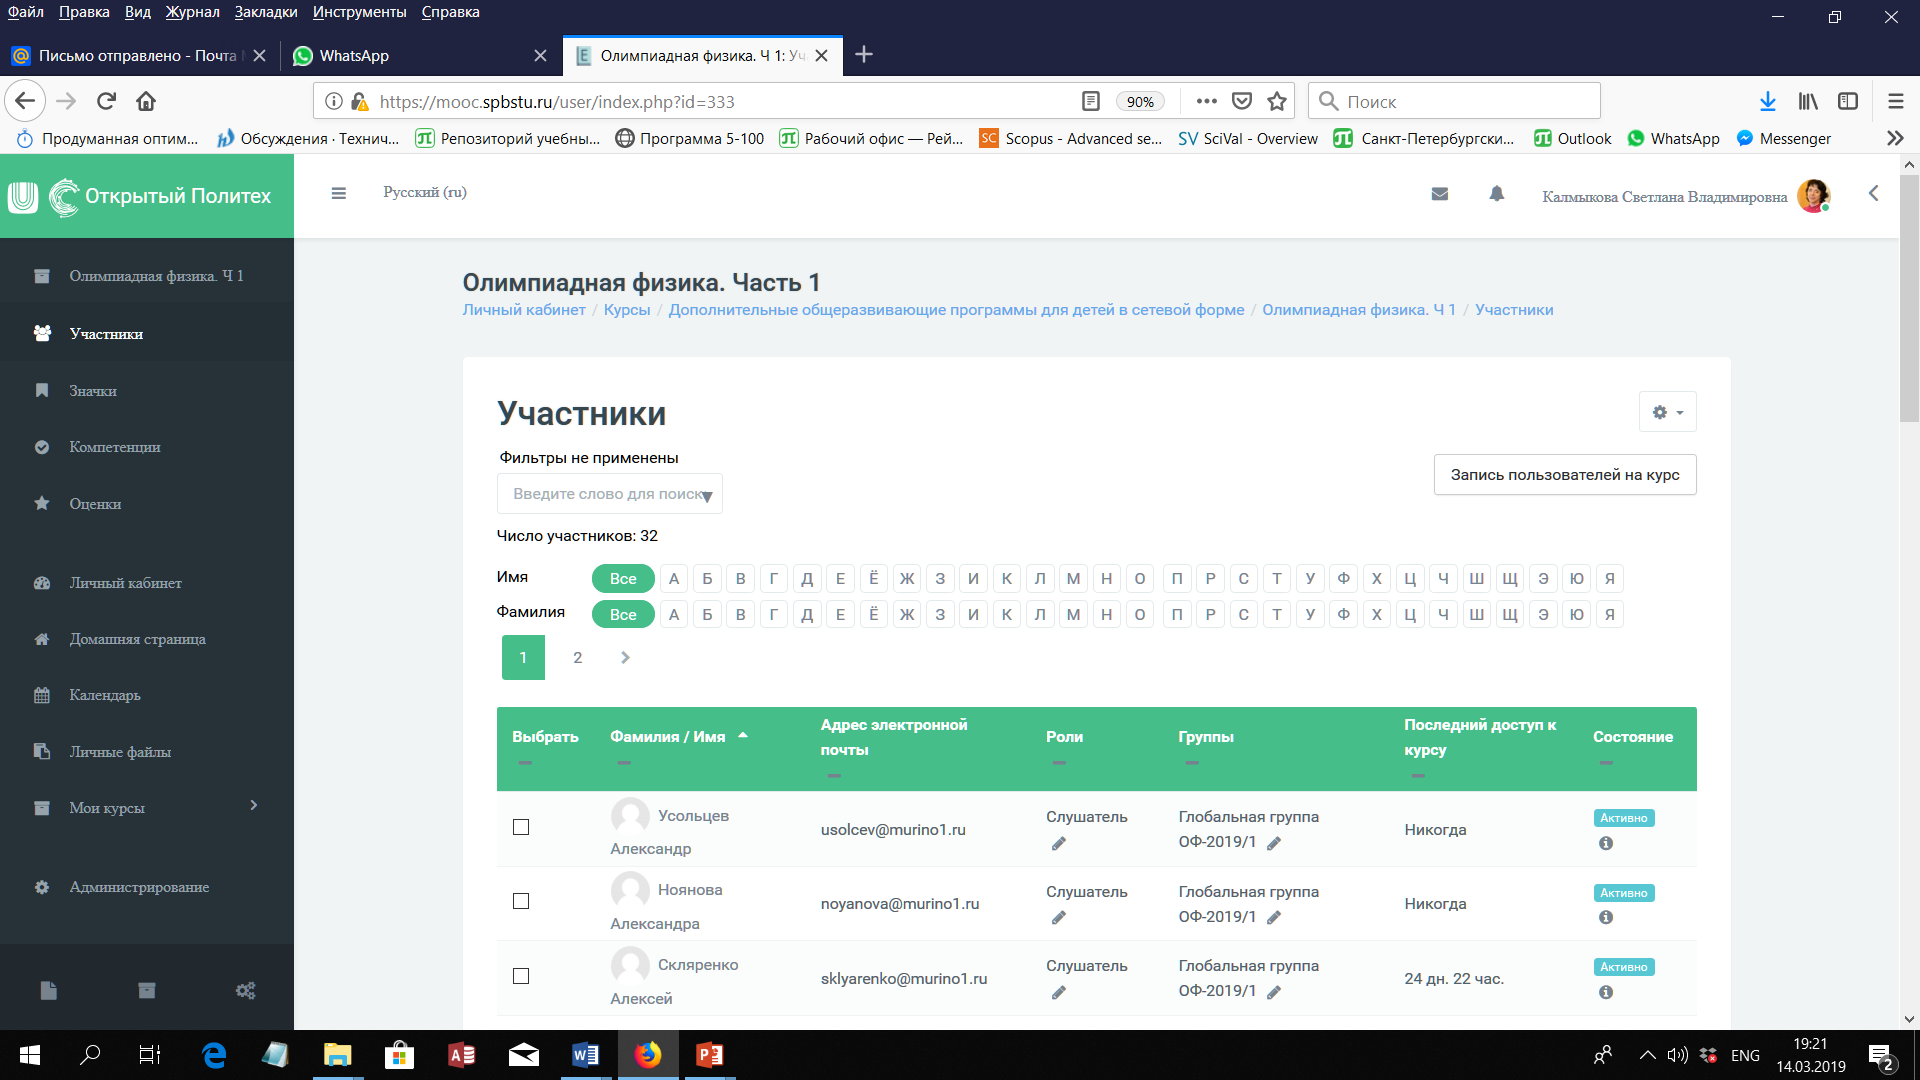 Файл Правка Вид Журнал Закладки Инструменты Справка
Письмо отправлено - Почта
WhatsApp
Олимпиадная физика. Ч 1: Уч
https://mooc.spbstu.ru/user/index.php?id=333
90%
Поиск
Продуманная оптим...
Обсуждения · Технич...
Репозиторий учебны...
Программа 5-100
Рабочий офис — Рей...
Scopus - Advanced se...
SciVal - Overview
Санкт-Петербургски...
Outlook
WhatsApp
Messenger
Открытый Политех
Русский (ru)
Калмыкова Светлана Владимировна
Олимпиадная физика. Ч 1
Участники
Значки
Компетенции
Оценки
Личный кабинет
Домашняя страница
Календарь
Личные файлы
Мои курсы
Администрирование
Олимпиадная физика. Часть 1
Личный кабинет / Курсы / Дополнительные общеразвивающие программы для детей в сетевой форме / Олимпиадная физика. Ч 1 / Участники
Участники
Фильтры не применены
Введите слово для поиск
Запись пользователей на курс
Число участников: 32
Имя Все А Б В Г Д Е Ё Ж З И К Л М Н О П Р С Т У Ф Х Ц Ч Ш Щ Э Ю Я
Фамилия Все А Б В Г Д Е Ё Ж З И К Л М Н О П Р С Т У Ф Х Ц Ч Ш Щ Э Ю Я
1 2
Выбрать Фамилия / Имя Адрес электронной почты Роли Группы Последний доступ к курсу Состояние
Усольцев Александр usolcev@murino1.ru Слушатель Глобальная группа ОФ-2019/1 Никогда Активно
Ноянова Александра noyanova@murino1.ru Слушатель Глобальная группа ОФ-2019/1 Никогда Активно
Скляренко Алексей sklyarenko@murino1.ru Слушатель Глобальная группа ОФ-2019/1 24 дн. 22 час. Активно
ENG
19:21
14.03.2019
2